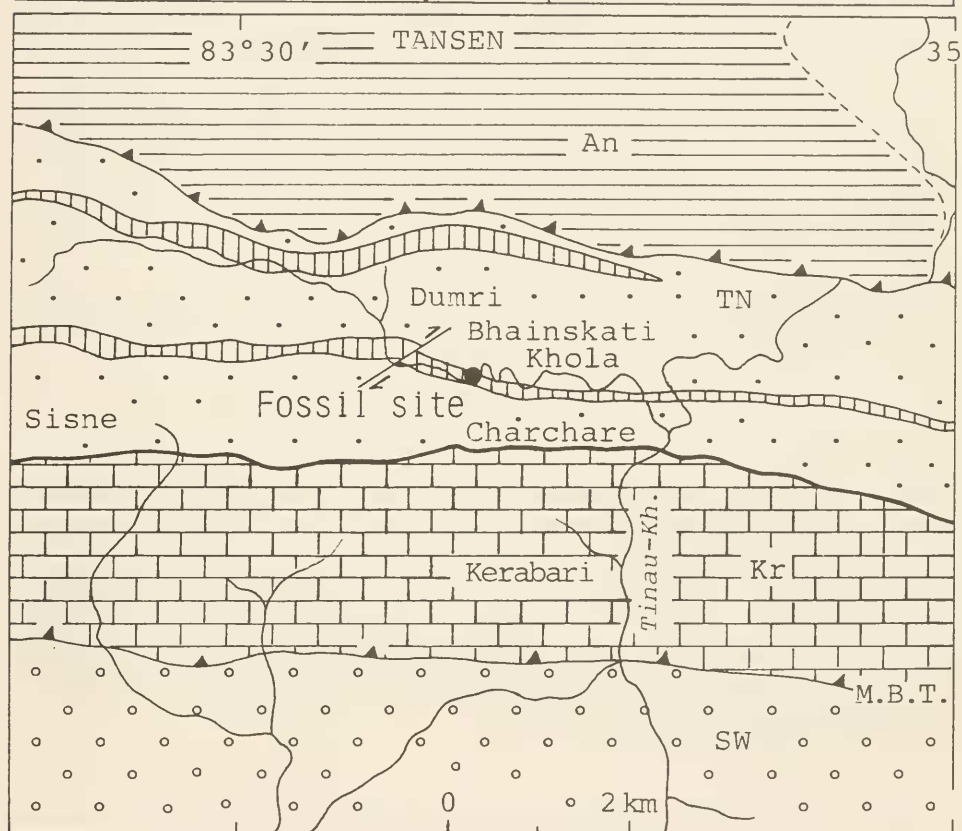 83°30′ TANSEN 35
An
Dumri TN
Bhainskati
Khola
Fossil site
Sisne Charchare
Kerabari Tinau-Kh. Kr
M.B.T.
SW
0 2 km